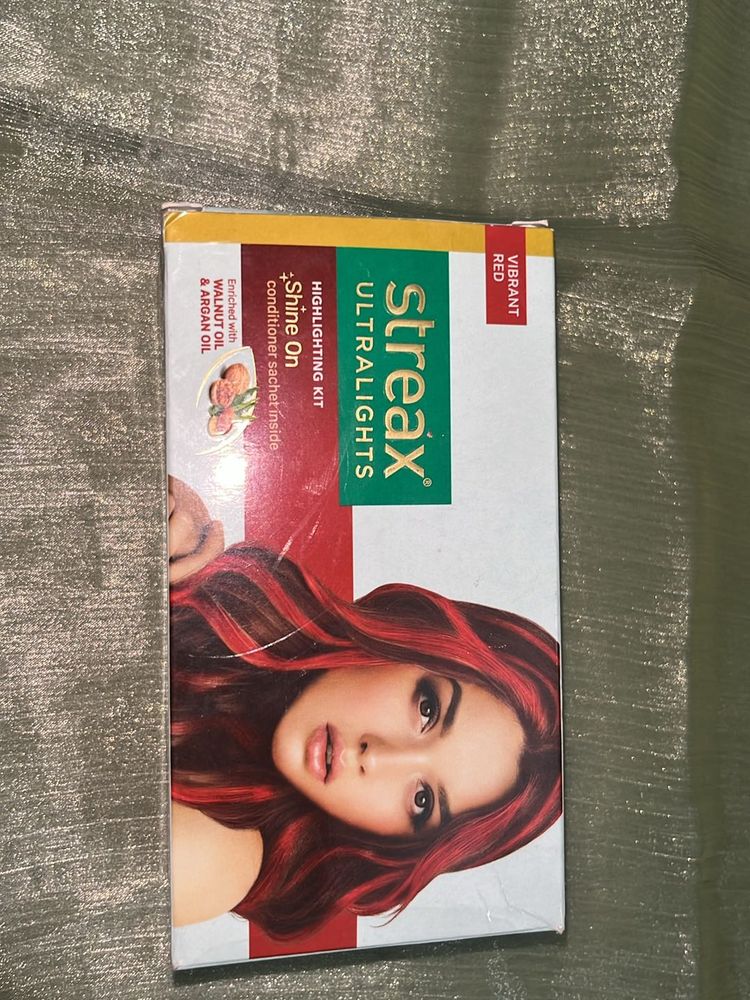 VIBRANT
RED
streax®
ULTRALIGHTS
HIGHLIGHTING KIT
+Shine On
conditioner sachet inside
Enriched with
WALNUT OIL
& ARGAN OIL